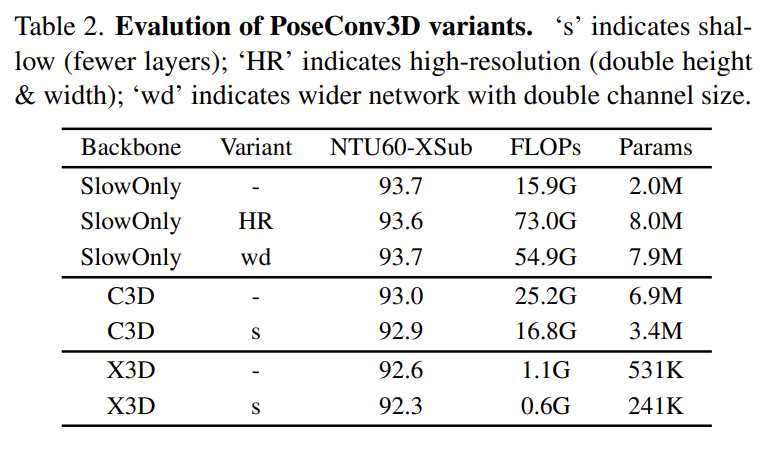 Table 2. Evalution of PoseConv3D variants. ‘s’ indicates shal-
low (fewer layers); ‘HR’ indicates high-resolution (double height
& width); ‘wd’ indicates wider network with double channel size.
Backbone Variant NTU60-XSub FLOPs Params
SlowOnly - 93.7 15.9G 2.0M
SlowOnly HR 93.6 73.0G 8.0M
SlowOnly wd 93.7 54.9G 7.9M
C3D - 93.0 25.2G 6.9M
C3D s 92.9 16.8G 3.4M
X3D - 92.6 1.1G 531K
X3D s 92.3 0.6G 241K